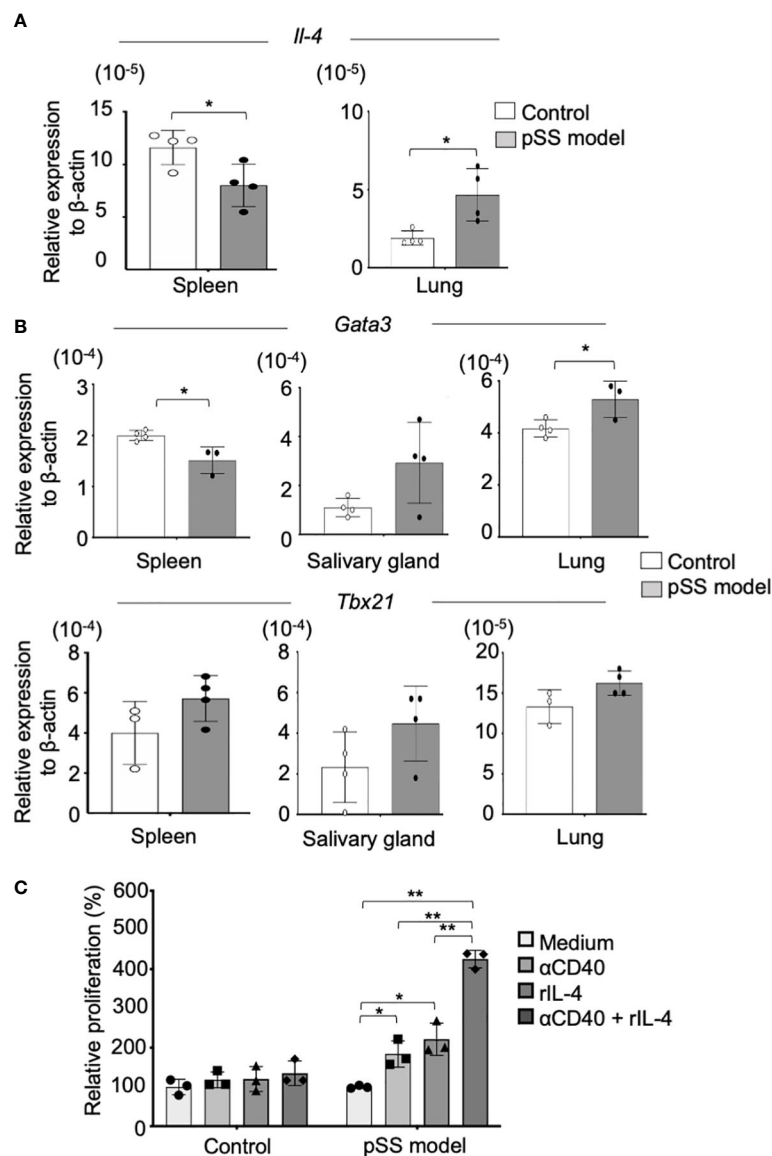 A
Il-4
(10-5)
(10-5)
Relative expression
to β-actin
15
10
5
0
*
Spleen
10
5
0
*
Lung
Control
pSS model
B
Gata3
(10-4)
(10-4)
(10-4)
Relative expression
to β-actin
3
2
1
0
*
Spleen
6
4
2
0
Salivary gland
6
4
2
0
*
Lung
Control
pSS model
Tbx21
(10-4)
(10-4)
(10-5)
Relative expression
to β-actin
8
6
4
2
0
Spleen
8
6
4
2
0
Salivary gland
20
15
10
5
0
Lung
C
Relative proliferation (%)
600
500
400
300
200
100
0
**
**
**
*
*
Control
pSS model
Medium
αCD40
rIL-4
αCD40 + rIL-4